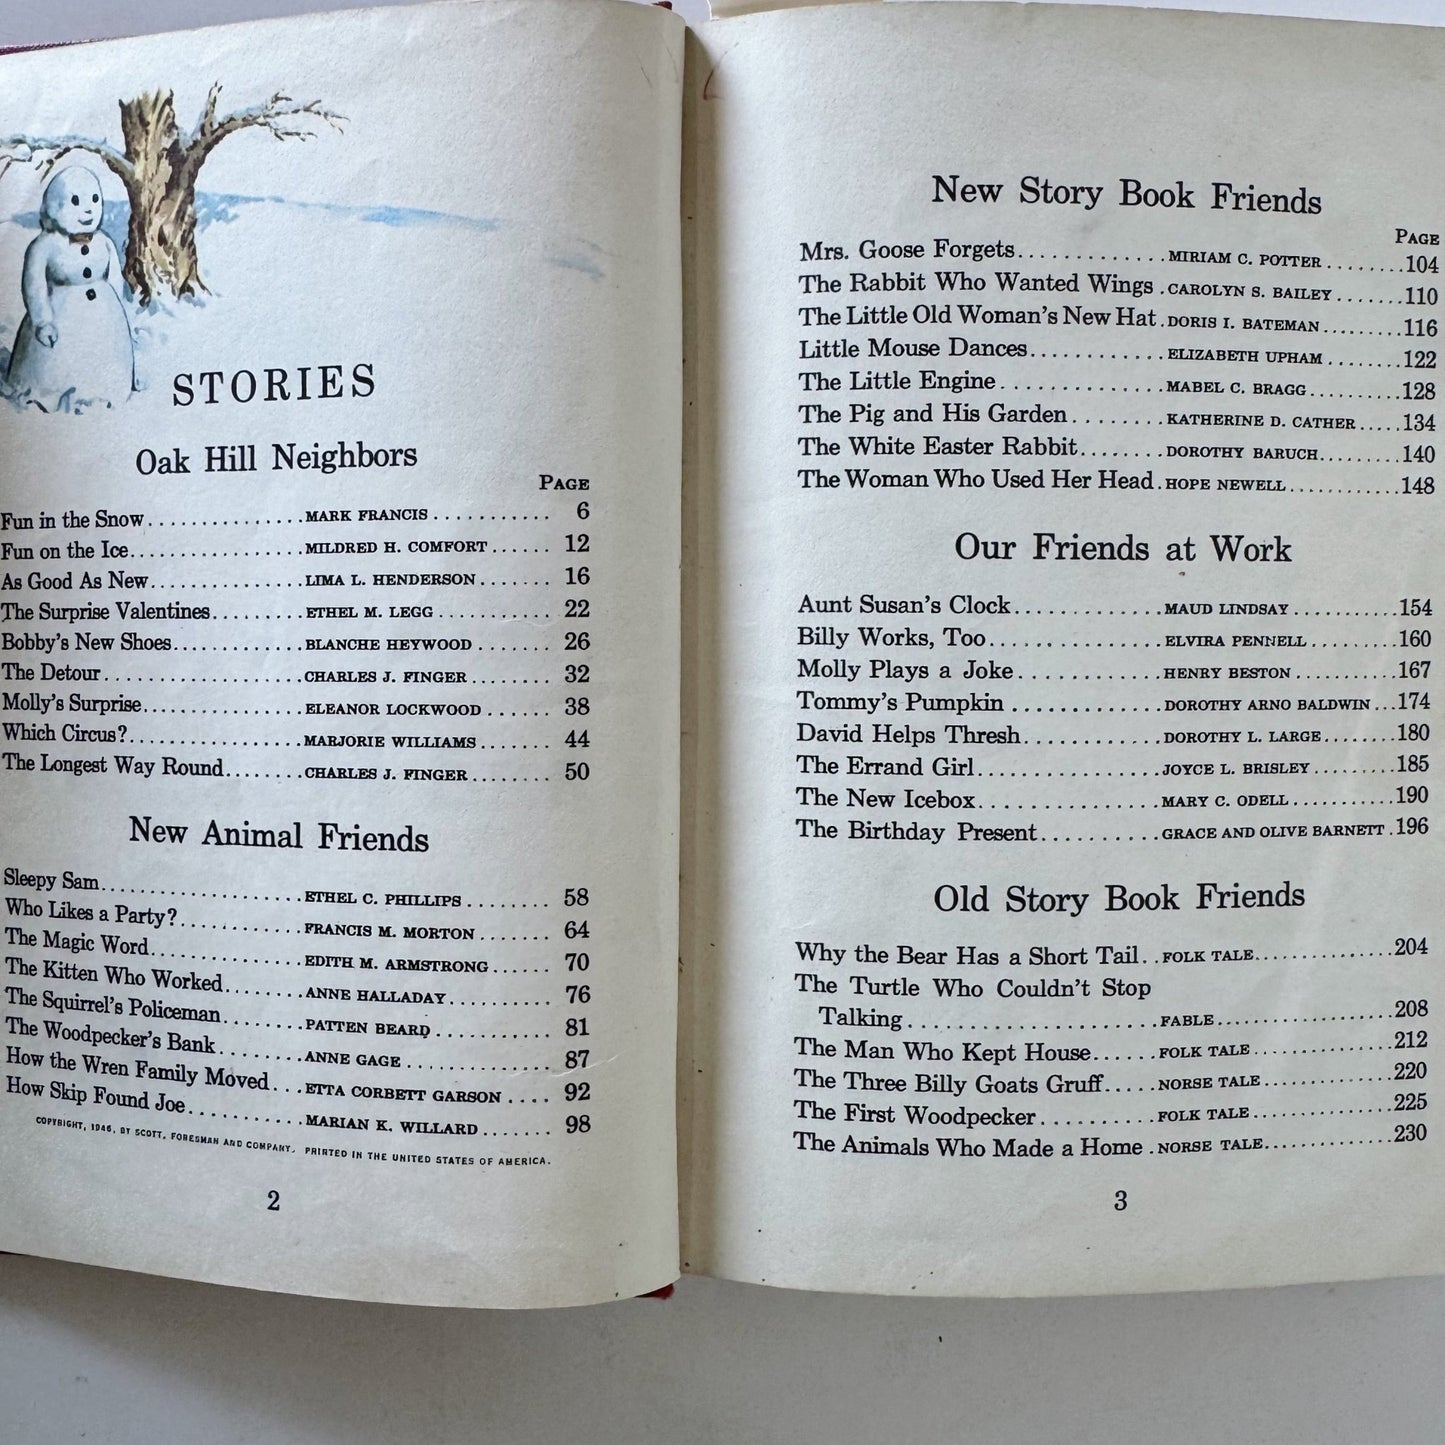 STORIES
Oak Hill Neighbors
PAGE
Fun in the Snow...............MARK FRANCIS........... 6
Fun on the Ice................MILDRED H. COMFORT...... 12
As Good As New...............LIMA L. HENDERSON....... 16
The Surprise Valentines.........ETHEL M. LEGG........... 22
Bobby's New Shoes.............BLANCHE HEYWOOD....... 26
The Detour...................CHARLES J. FINGER........ 32
Molly's Surprise................ELEANOR LOCKWOOD...... 38
Which Circus?.................MARJORIE WILLIAMS....... 44
The Longest Way Round........CHARLES J. FINGER........ 50
New Animal Friends
Sleepy Sam....................ETHEL C. PHILLIPS........ 58
Who Likes a Party?............FRANCIS M. MORTON....... 64
The Magic Word...............EDITH M. ARMSTRONG...... 70
The Kitten Who Worked........ANNE HALLADAY.......... 76
The Squirrel's Policeman........PATTEN BEARD........... 81
The Woodpecker's Bank........ANNE GAGE.............. 87
How the Wren Family Moved...ETTA CORBETT GARSON.... 92
How Skip Found Joe...........MARIAN K. WILLARD....... 98
COPYRIGHT, 1946, BY SCOTT, FORESMAN AND COMPANY. PRINTED IN THE UNITED STATES OF AMERICA.
2
New Story Book Friends
PAGE
Mrs. Goose Forgets.............MIRIAM C. POTTER........104
The Rabbit Who Wanted Wings.CAROLYN S. BAILEY.......110
The Little Old Woman's New Hat.DORIS I. BATEMAN.........116
Little Mouse Dances............ELIZABETH UPHAM........122
The Little Engine..............MABEL C. BRAGG..........128
The Pig and His Garden........KATHERINE D. CATHER.....134
The White Easter Rabbit........DOROTHY BARUCH.........140
The Woman Who Used Her Head.HOPE NEWELL............148
Our Friends at Work
Aunt Susan's Clock.............MAUD LINDSAY...........154
Billy Works, Too...............ELVIRA PENNELL..........160
Molly Plays a Joke.............HENRY BESTON...........167
Tommy's Pumpkin.............DOROTHY ARNO BALDWIN...174
David Helps Thresh............DOROTHY L. LARGE........180
The Errand Girl................JOYCE L. BRISLEY.........185
The New Icebox...............MARY C. ODELL...........190
The Birthday Present..........GRACE AND OLIVE BARNETT.196
Old Story Book Friends
Why the Bear Has a Short Tail..FOLK TALE...............204
The Turtle Who Couldn't Stop
Talking......................FABLE...................208
The Man Who Kept House......FOLK TALE...............212
The Three Billy Goats Gruff.....NORSE TALE..............220
The First Woodpecker..........FOLK TALE...............225
The Animals Who Made a Home.NORSE TALE..............230
3